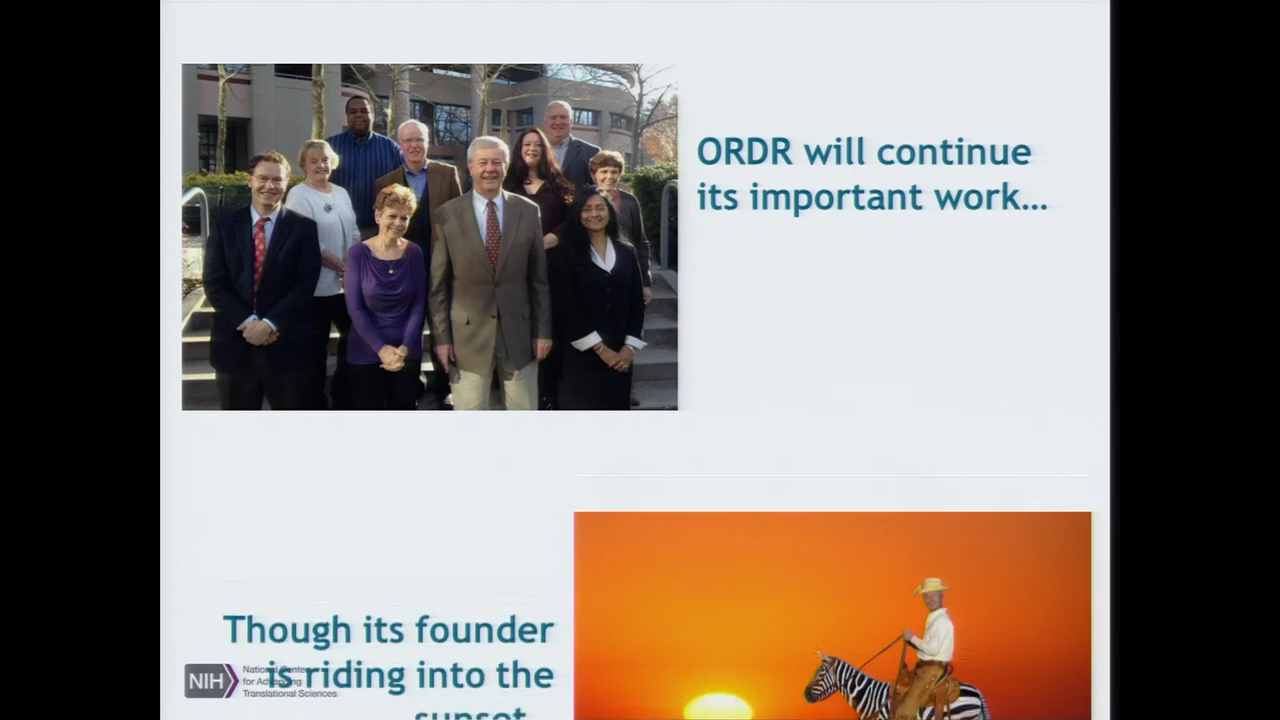 ORDR will continue
its important work...
Though its founder
is riding into the
sunset
NIH
National Center
for Advancing
Translational Sciences